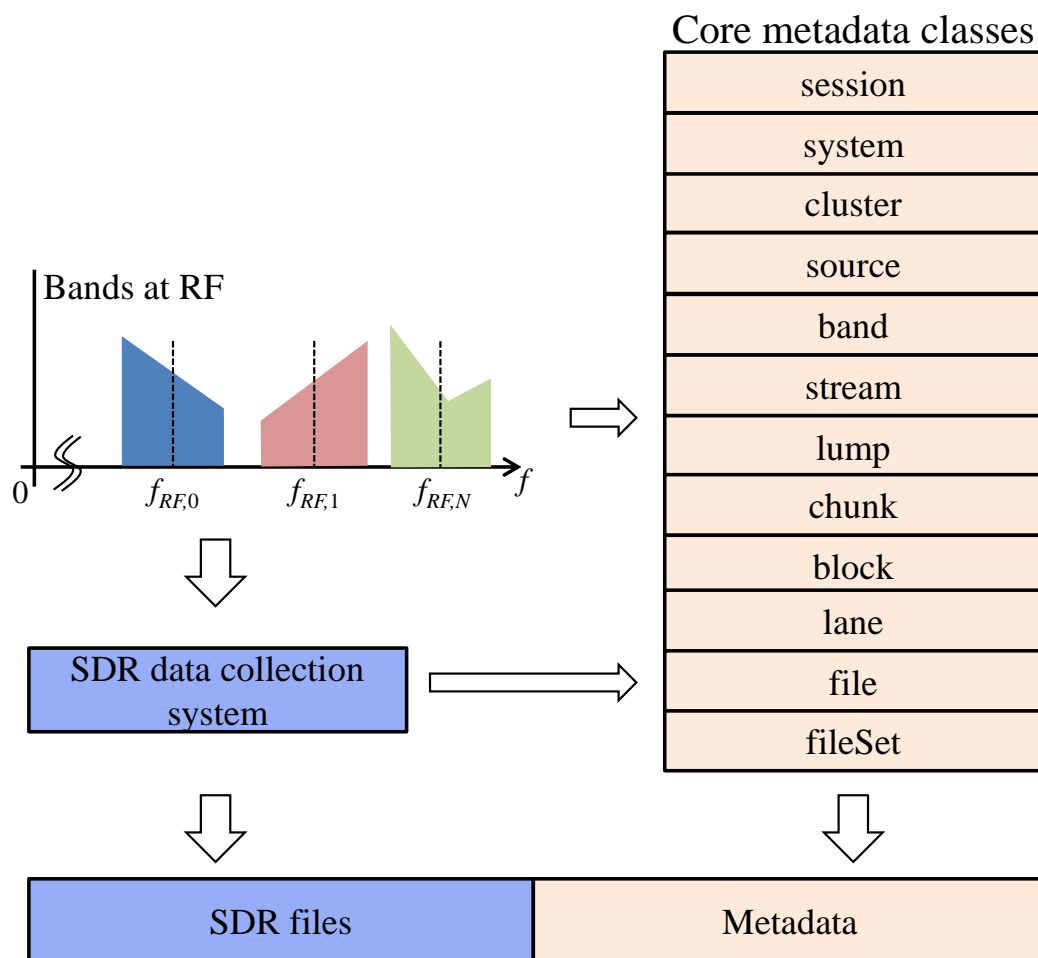 Core metadata classes
session
system
cluster
source
band
stream
lump
chunk
block
lane
file
fileSet
Bands at RF
0
f_RF,0
f_RF,1
f_RF,N
f
SDR data collection
system
SDR files
Metadata